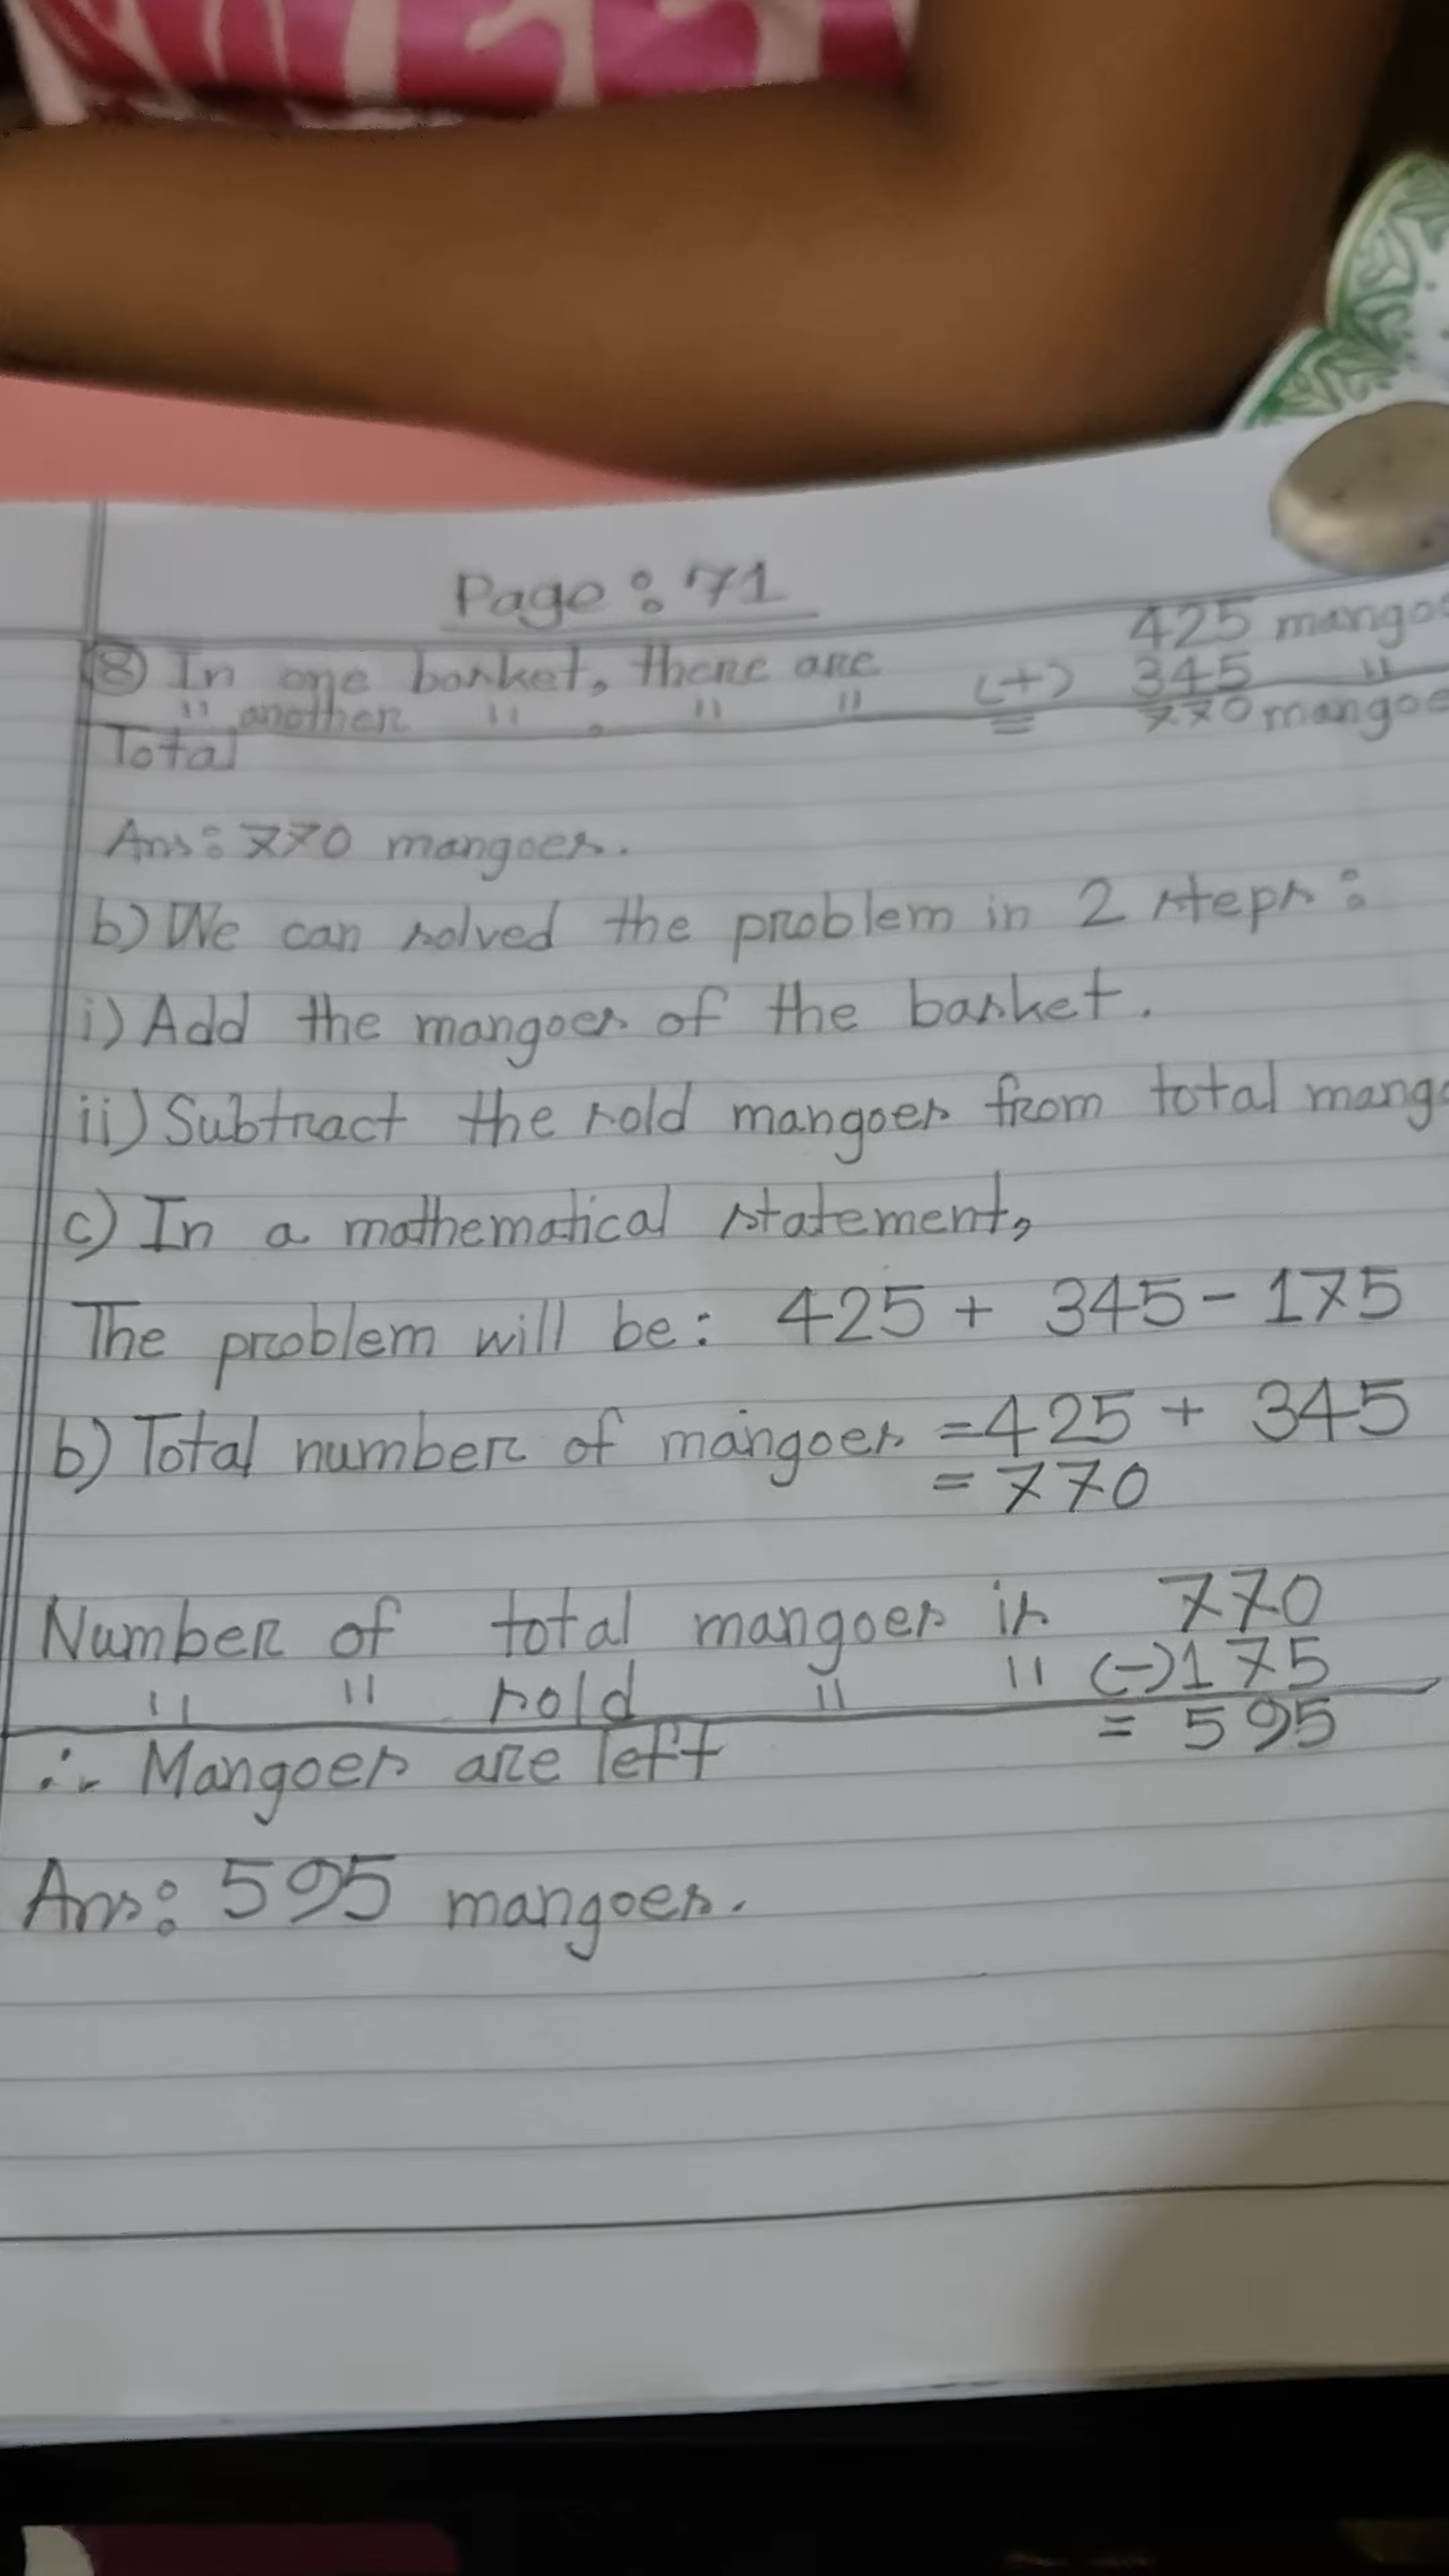 Page : 71
⑧ In one basket, there are 425 mango
" another " , " " (+) 345 "
Total = 770 mangoe
Ans: 770 mangoes.
b) We can solved the problem in 2 steps :
i) Add the mangoes of the basket.
ii) Subtract the sold mangoes from total mango
c) In a mathematical statement,
The problem will be: 425 + 345 - 175
b) Total number of mangoes = 425 + 345
= 770
Number of total mangoes is 770
" " sold " " (-) 175
∴ Mangoes are left = 595
Ans: 595 mangoes.